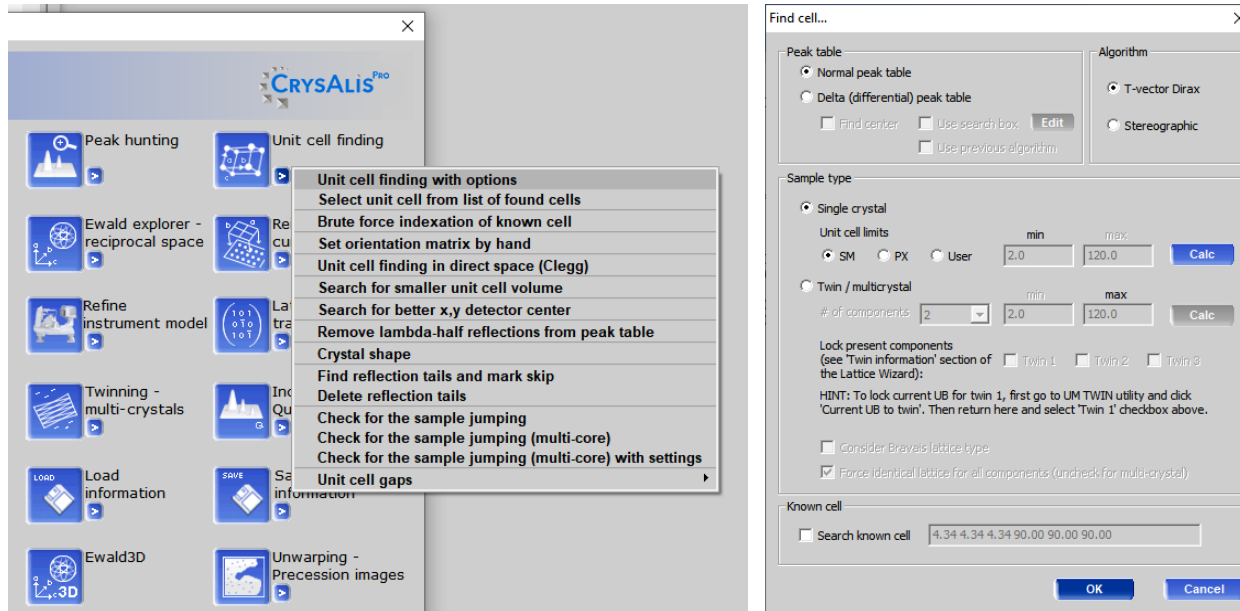 CRYSALIS PRO
Peak hunting
Unit cell finding
Unit cell finding with options
Select unit cell from list of found cells
Brute force indexation of known cell
Set orientation matrix by hand
Unit cell finding in direct space (Clegg)
Search for smaller unit cell volume
Search for better x,y detector center
Remove lambda-half reflections from peak table
Crystal shape
Find reflection tails and mark skip
Delete reflection tails
Check for the sample jumping
Check for the sample jumping (multi-core)
Check for the sample jumping (multi-core) with settings
Unit cell gaps
Ewald explorer -
reciprocal space
Refine
instrument model
Twinning -
multi-crystals
LOAD
Load
information
SAVE
information
Ewald3D
3D
Unwarping -
Precession images
Find cell...
Peak table
Normal peak table
Delta (differential) peak table
Find center
Use search box
Edit
Use previous algorithm
Algorithm
T-vector Dirax
Stereographic
Sample type
Single crystal
Unit cell limits
min
max
SM
PX
User
2.0
120.0
Calc
Twin / multicrystal
min
max
# of components
2
2.0
120.0
Calc
Lock present components
(see 'Twin information' section of
the Lattice Wizard):
Twin 1
Twin 2
Twin 3
HINT: To lock current UB for twin 1, first go to UM TWIN utility and click
'Current UB to twin'. Then return here and select 'Twin 1' checkbox above.
Consider Bravais lattice type
Force identical lattice for all components (uncheck for multi-crystal)
Known cell
Search known cell
4.34 4.34 4.34 90.00 90.00 90.00
OK
Cancel